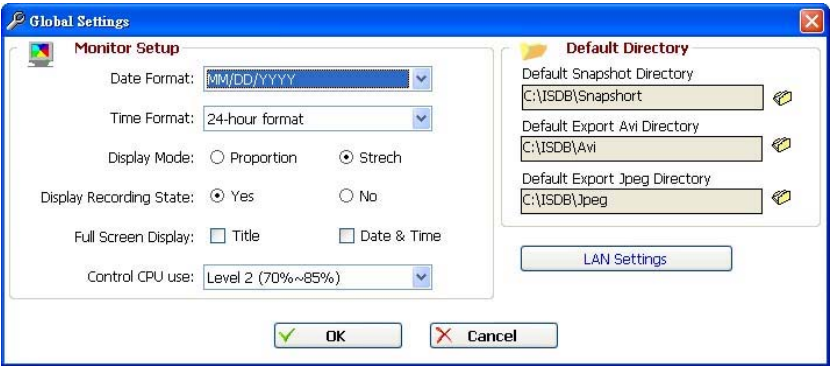 Global Settings
Monitor Setup
Date Format: MM/DD/YYYY
Time Format: 24-hour format
Display Mode: Proportion Strech
Display Recording State: Yes No
Full Screen Display: Title Date & Time
Control CPU use: Level 2 (70%~85%)
Default Directory
Default Snapshot Directory
C:\ISDB\Snapshort
Default Export Avi Directory
C:\ISDB\Avi
Default Export Jpeg Directory
C:\ISDB\Jpeg
LAN Settings
OK Cancel